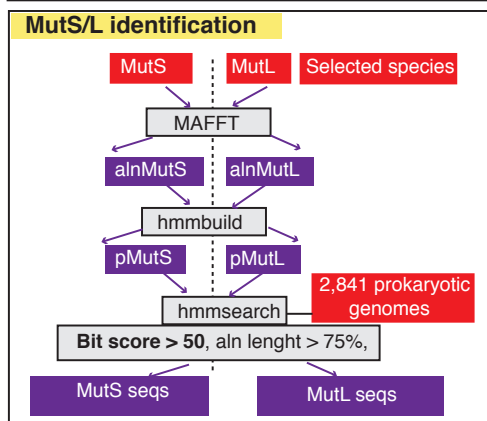 MutS/L identification
MutS MutL Selected species
MAFFT
alnMutS alnMutL
hmmbuild
pMutS pMutL
2,841 prokaryotic
genomes
hmmsearch
Bit score > 50, aln lenght > 75%,
MutS seqs MutL seqs